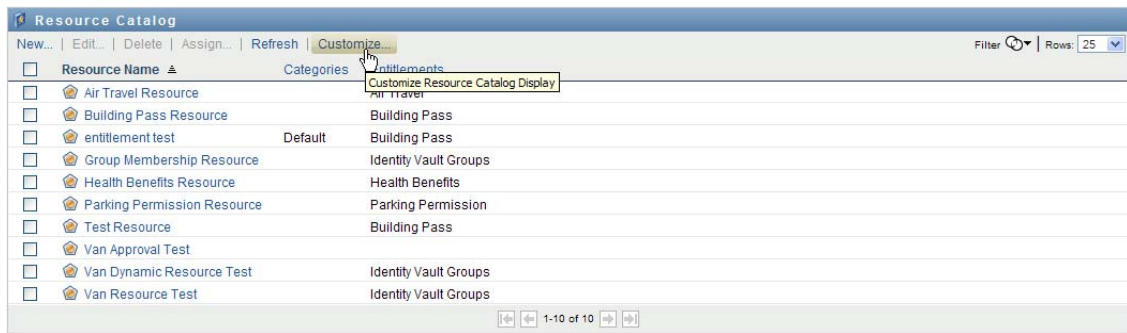 Resource Catalog
New... | Edit... | Delete | Assign... | Refresh | Customize... Filter | Rows: 25
Resource Name Categories Entitlements
Customize Resource Catalog Display
Air Travel Resource Air Travel
Building Pass Resource Building Pass
entitlement test Default Building Pass
Group Membership Resource Identity Vault Groups
Health Benefits Resource Health Benefits
Parking Permission Resource Parking Permission
Test Resource Building Pass
Van Approval Test
Van Dynamic Resource Test Identity Vault Groups
Van Resource Test Identity Vault Groups
1-10 of 10